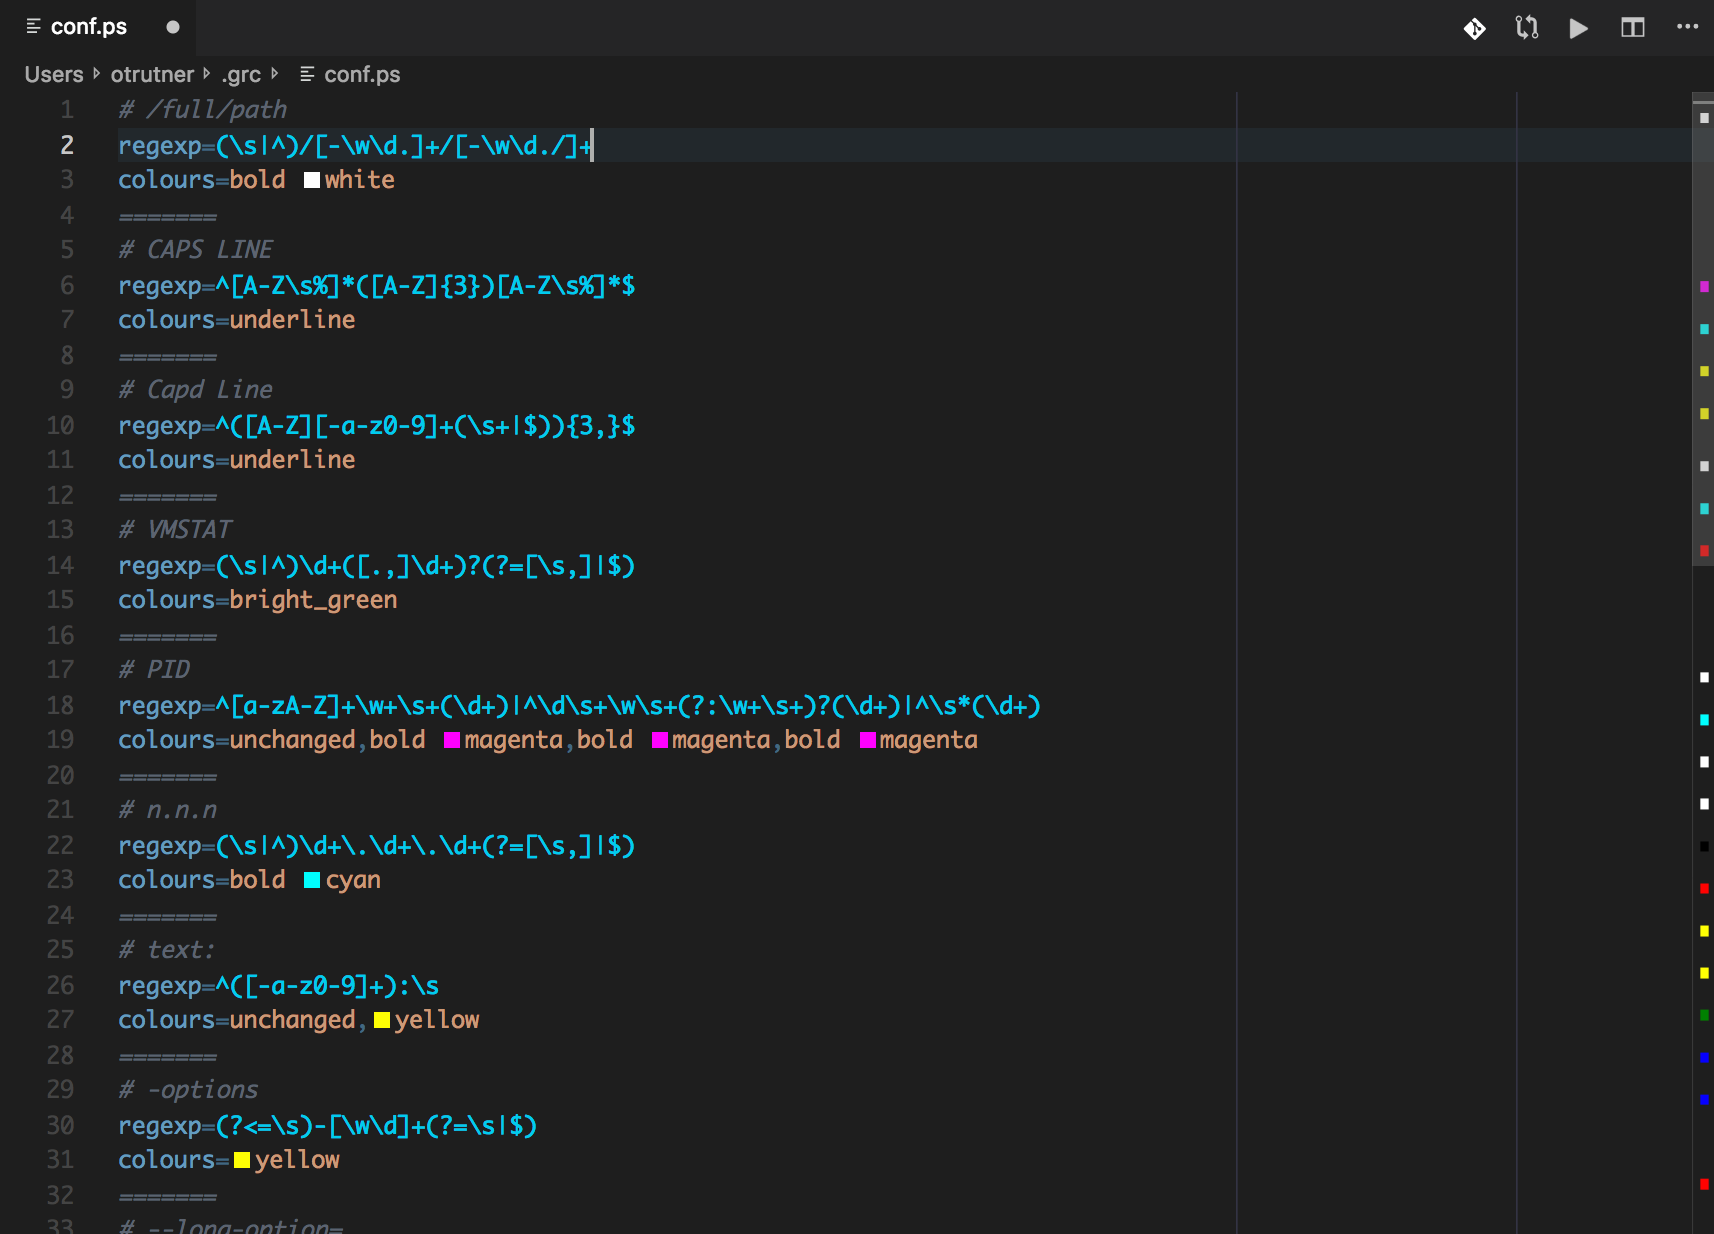 conf.ps
Users otrutner .grc conf.ps
1 # /full/path
2 regexp=(\s|^)/[-\w\d.]+/[-\w\d./]+
3 colours=bold white
4 =======
5 # CAPS LINE
6 regexp=^[A-Z\s%]*([A-Z]{3})[A-Z\s%]*$
7 colours=underline
8 =======
9 # Capd Line
10 regexp=^([A-Z][-a-z0-9]+(\s+|$)){3,}$
11 colours=underline
12 =======
13 # VMSTAT
14 regexp=(\s|^)\d+([.,]\d+)?(?=[\s,]|$)
15 colours=bright_green
16 =======
17 # PID
18 regexp=^[a-zA-Z]+\w+\s+(\d+)|^\d\s+\w\s+(?:\w+\s+)?(\d+)|^\s*(\d+)
19 colours=unchanged,bold magenta,bold magenta,bold magenta
20 =======
21 # n.n.n
22 regexp=(\s|^)\d+\.\d+\.\d+(?=[\s,]|$)
23 colours=bold cyan
24 =======
25 # text:
26 regexp=^([-a-z0-9]+):\s
27 colours=unchanged,yellow
28 =======
29 # -options
30 regexp=(?<=\s)-[\w\d]+(?=\s|$)
31 colours=yellow
32 =======
33 # --long-option=